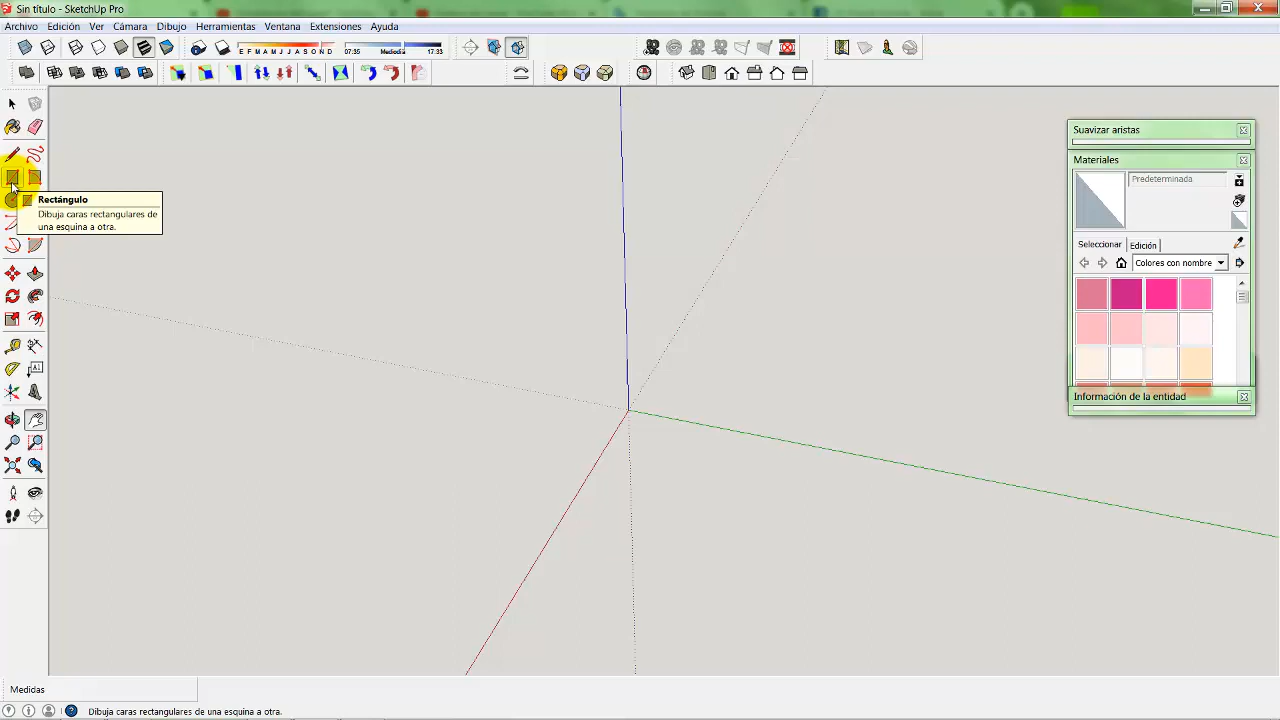 Sin título - SketchUp Pro
Archivo Edición Ver Cámara Dibujo Herramientas Ventana Extensiones Ayuda
E F M A M J J A S O N D
07:35 Mediodía 17:33
Rectángulo
Dibuja caras rectangulares de
una esquina a otra.
Suavizar aristas
Materiales
Predeterminada
Seleccionar Edición
Colores con nombre
Información de la entidad
Medidas
Dibuja caras rectangulares de una esquina a otra.